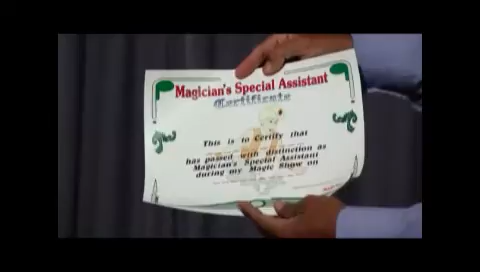 Magician's Special Assistant
Certificate
This is to Certify that
has passed with distinction as
Magician's Special Assistant
during my Magic Show on